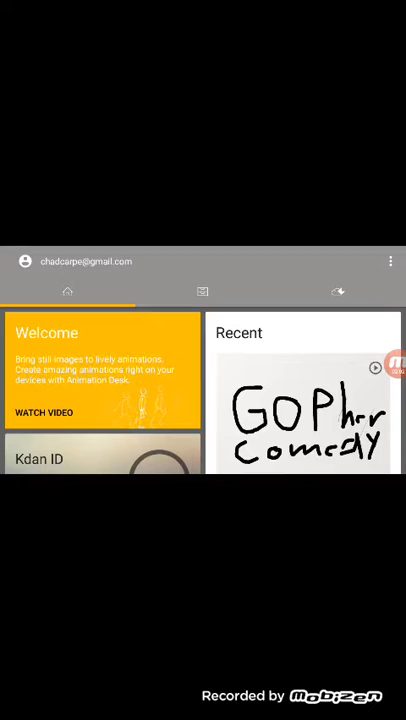 chadcarpe@gmail.com
Welcome
Bring still images to lively animations.
Create amazing animations right on your
devices with Animation Desk.
WATCH VIDEO
Kdan ID
Recent
GOPher
comedy
Recorded by MOBIZEN